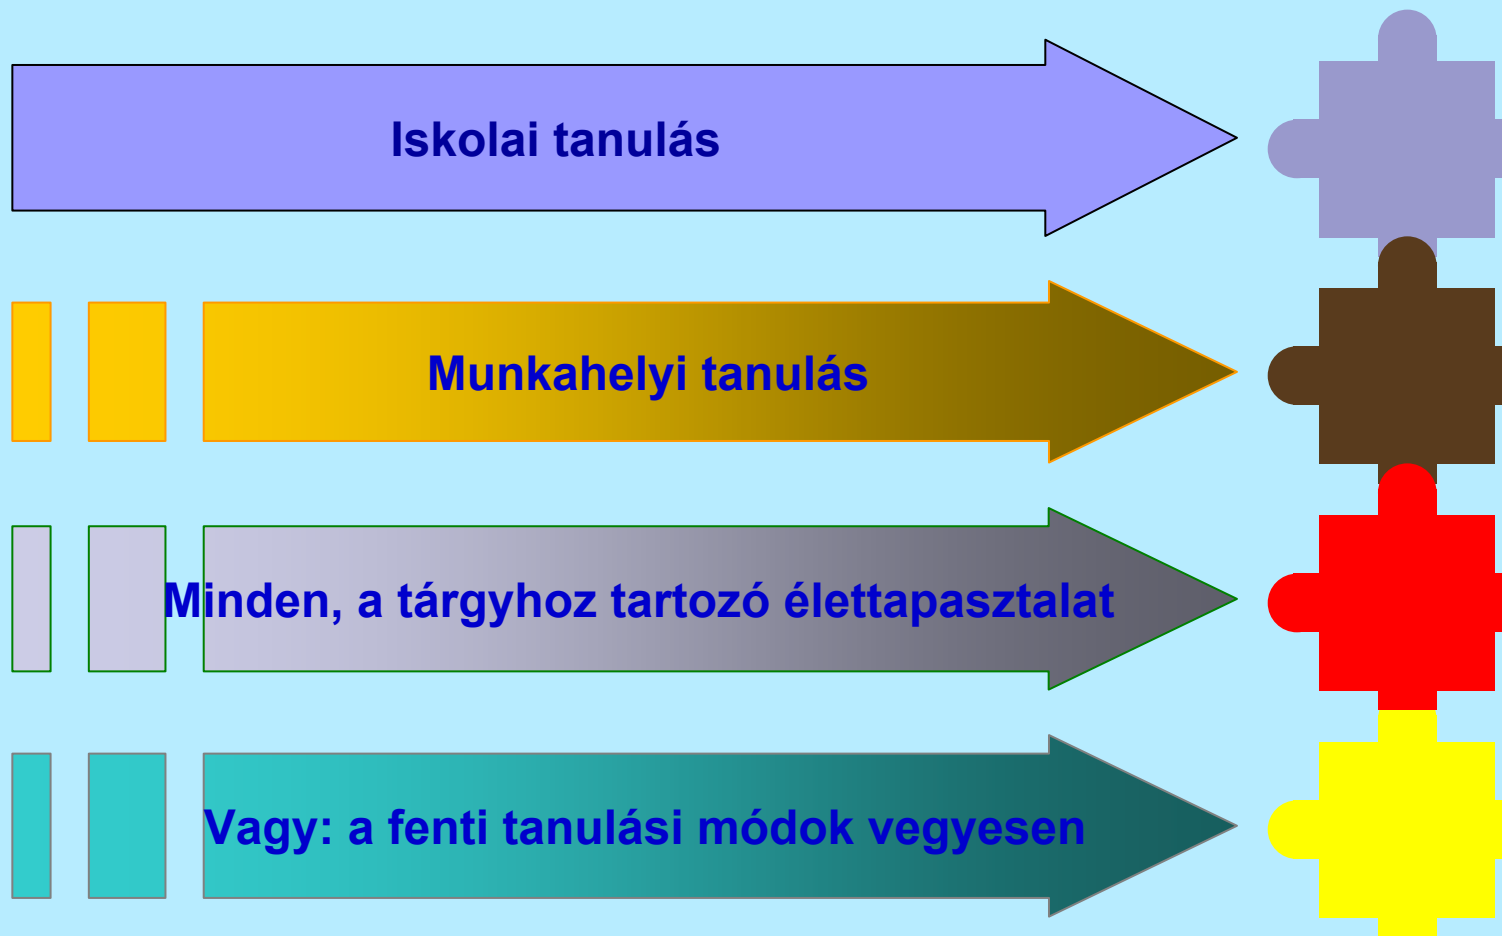 Iskolai tanulás
Munkahelyi tanulás
Minden, a tárgyhoz tartozó élettapasztalat
Vagy: a fenti tanulási módok vegyesen